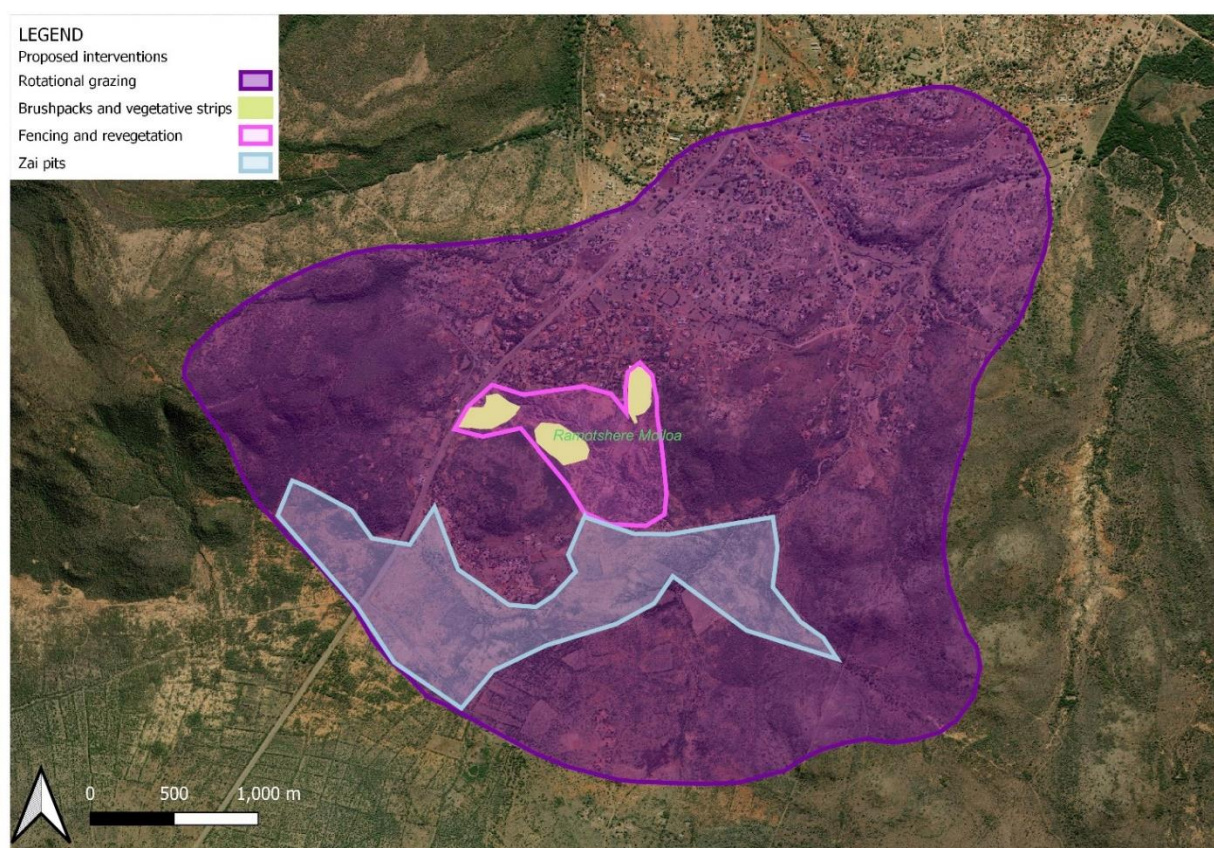 LEGEND
Proposed interventions
Rotational grazing
Brushpacks and vegetative strips
Fencing and revegetation
Zai pits
Ramotshere Moiloa
0 500 1,000 m